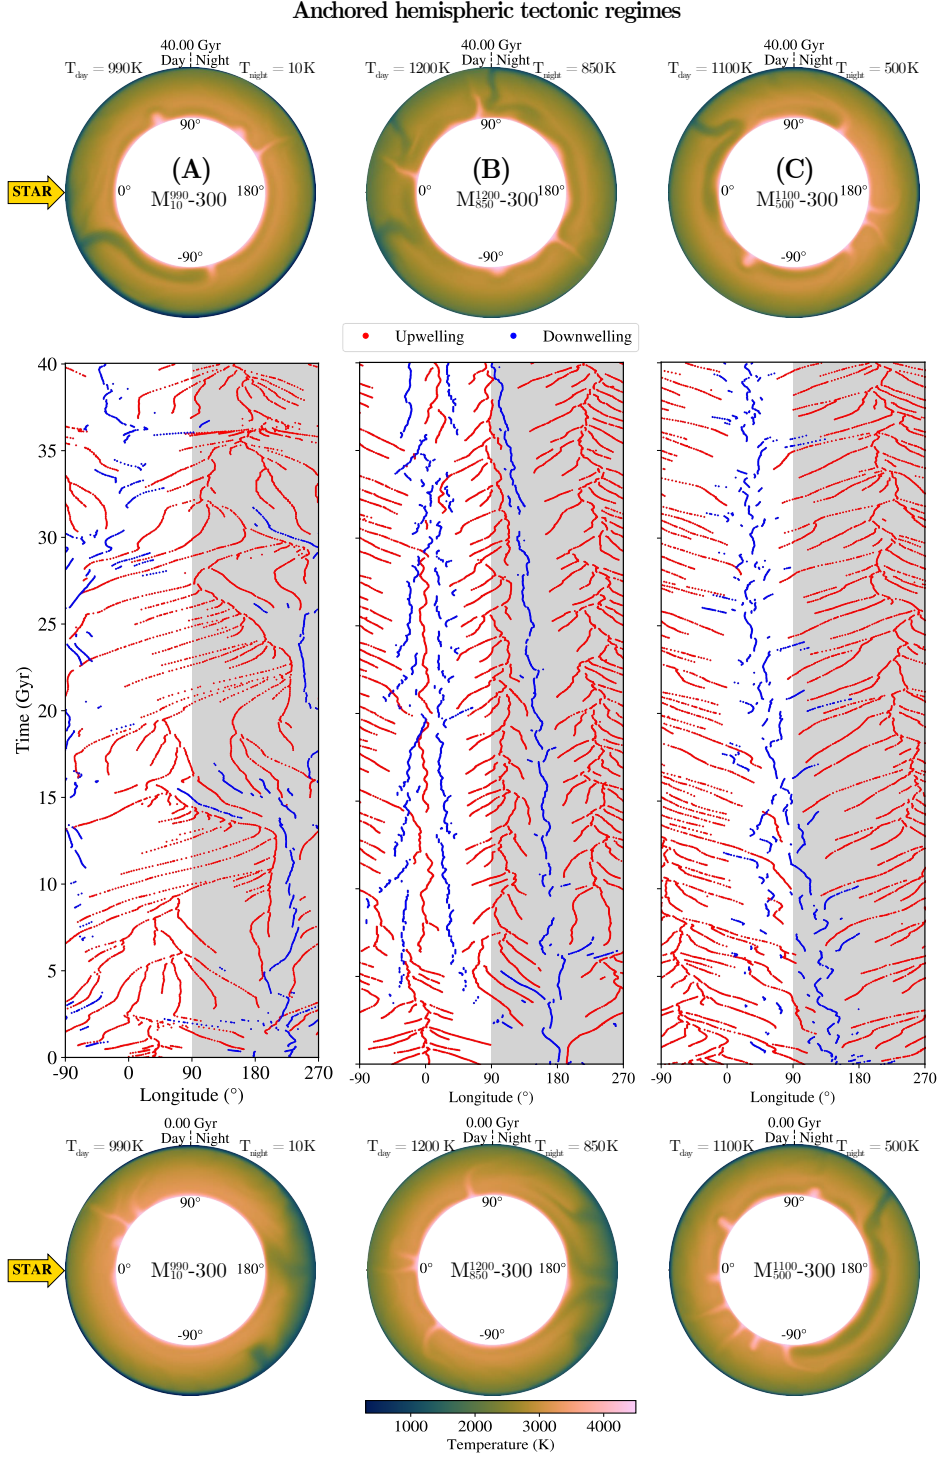 Anchored hemispheric tectonic regimes
40.00 Gyr
Day Night
T_day = 990K
T_night = 10K
90°
(A)
0°
180°
M^990_10-300
-90°
STAR
40.00 Gyr
Day Night
T_day = 1200K
T_night = 850K
90°
(B)
0°
180°
M^1200_850-300
-90°
40.00 Gyr
Day Night
T_day = 1100K
T_night = 500K
90°
(C)
0°
180°
M^1100_500-300
-90°
Upwelling
Downwelling
Time (Gyr)
40
35
30
25
20
15
10
5
0
-90 0 90 180 270
Longitude (°)
-90 0 90 180 270
Longitude (°)
-90 0 90 180 270
Longitude (°)
0.00 Gyr
Day Night
T_day = 990K
T_night = 10K
90°
0°
180°
M^990_10-300
-90°
STAR
0.00 Gyr
Day Night
T_day = 1200 K
T_night = 850K
90°
0°
180°
M^1200_850-300
-90°
0.00 Gyr
Day Night
T_day = 1100K
T_night = 500K
90°
0°
180°
M^1100_500-300
-90°
1000 2000 3000 4000
Temperature (K)